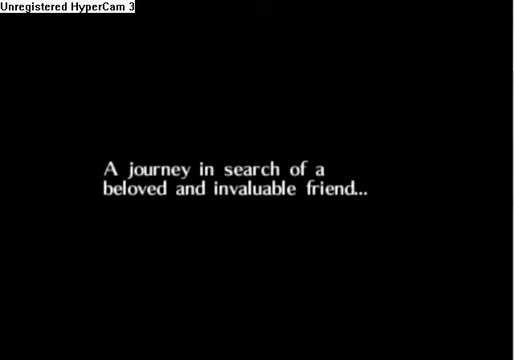 Unregistered HyperCam 3
A journey in search of a
beloved and invaluable friend...